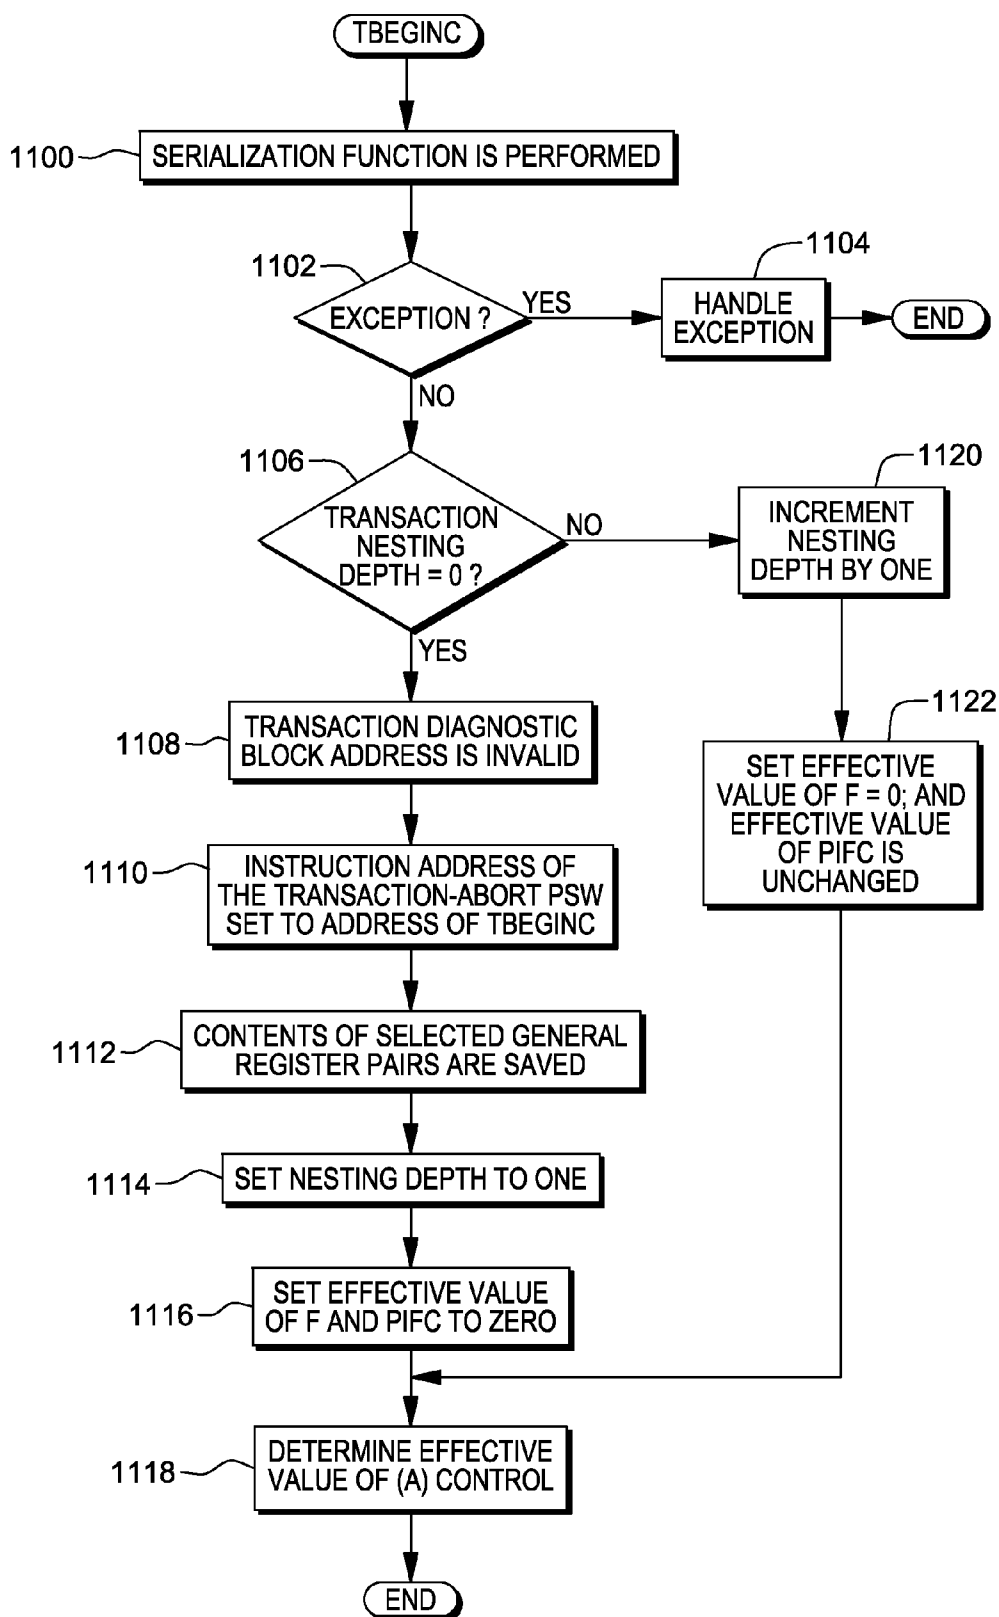 TBEGINC
1100
SERIALIZATION FUNCTION IS PERFORMED
1102
EXCEPTION ?
YES
1104
HANDLE
EXCEPTION
END
NO
1106
TRANSACTION
NESTING
DEPTH = 0 ?
NO
1120
INCREMENT
NESTING
DEPTH BY ONE
YES
1108
TRANSACTION DIAGNOSTIC
BLOCK ADDRESS IS INVALID
1122
SET EFFECTIVE
VALUE OF F = 0; AND
EFFECTIVE VALUE
OF PIFC IS
UNCHANGED
1110
INSTRUCTION ADDRESS OF
THE TRANSACTION-ABORT PSW
SET TO ADDRESS OF TBEGINC
1112
CONTENTS OF SELECTED GENERAL
REGISTER PAIRS ARE SAVED
1114
SET NESTING DEPTH TO ONE
1116
SET EFFECTIVE VALUE
OF F AND PIFC TO ZERO
1118
DETERMINE EFFECTIVE
VALUE OF (A) CONTROL
END